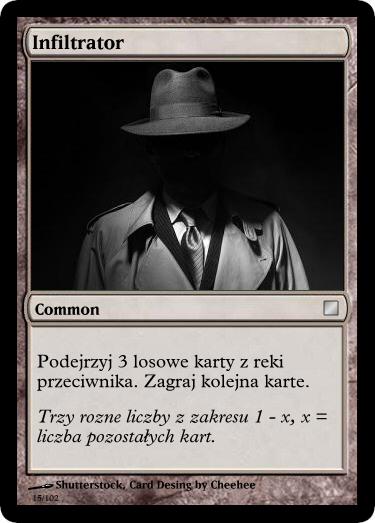 Infiltrator
Common
Podejrzyj 3 losowe karty z reki
przeciwnika. Zagraj kolejna karte.
Trzy rozne liczby z zakresu 1 - x, x =
liczba pozostałych kart.
Shutterstock, Card Desing by Cheehee
15/102